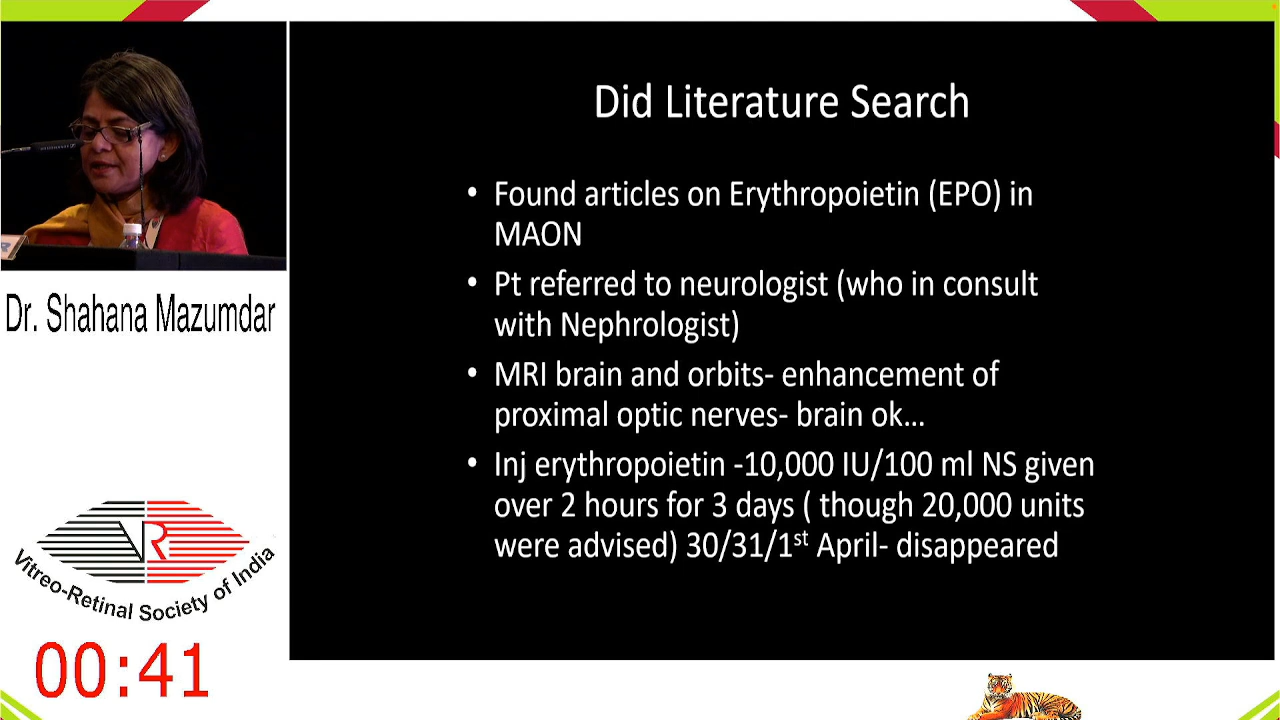 Did Literature Search
• Found articles on Erythropoietin (EPO) in
MAON
• Pt referred to neurologist (who in consult
with Nephrologist)
• MRI brain and orbits- enhancement of
proximal optic nerves- brain ok...
• Inj erythropoietin -10,000 IU/100 ml NS given
over 2 hours for 3 days ( though 20,000 units
were advised) 30/31/1st April- disappeared
Dr. Shahana Mazumdar
VR
Vitreo-Retinal Society of India
00:41